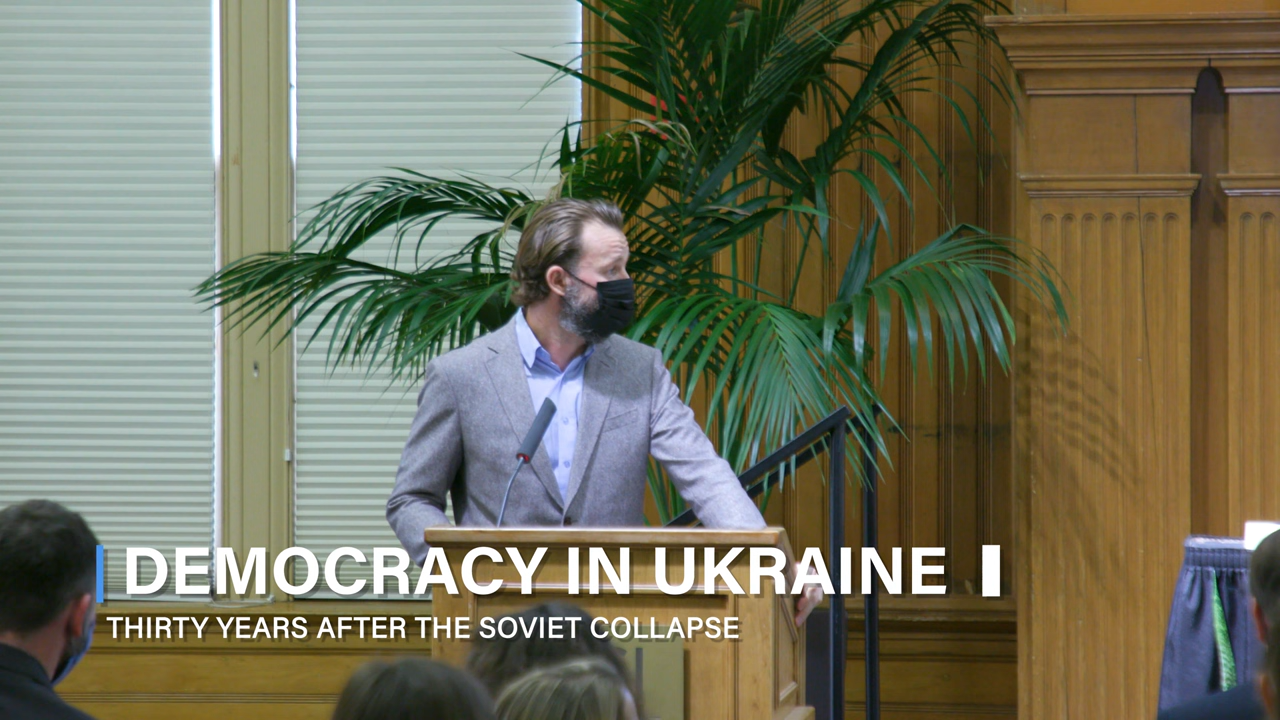 DEMOCRACY IN UKRAINE
THIRTY YEARS AFTER THE SOVIET COLLAPSE